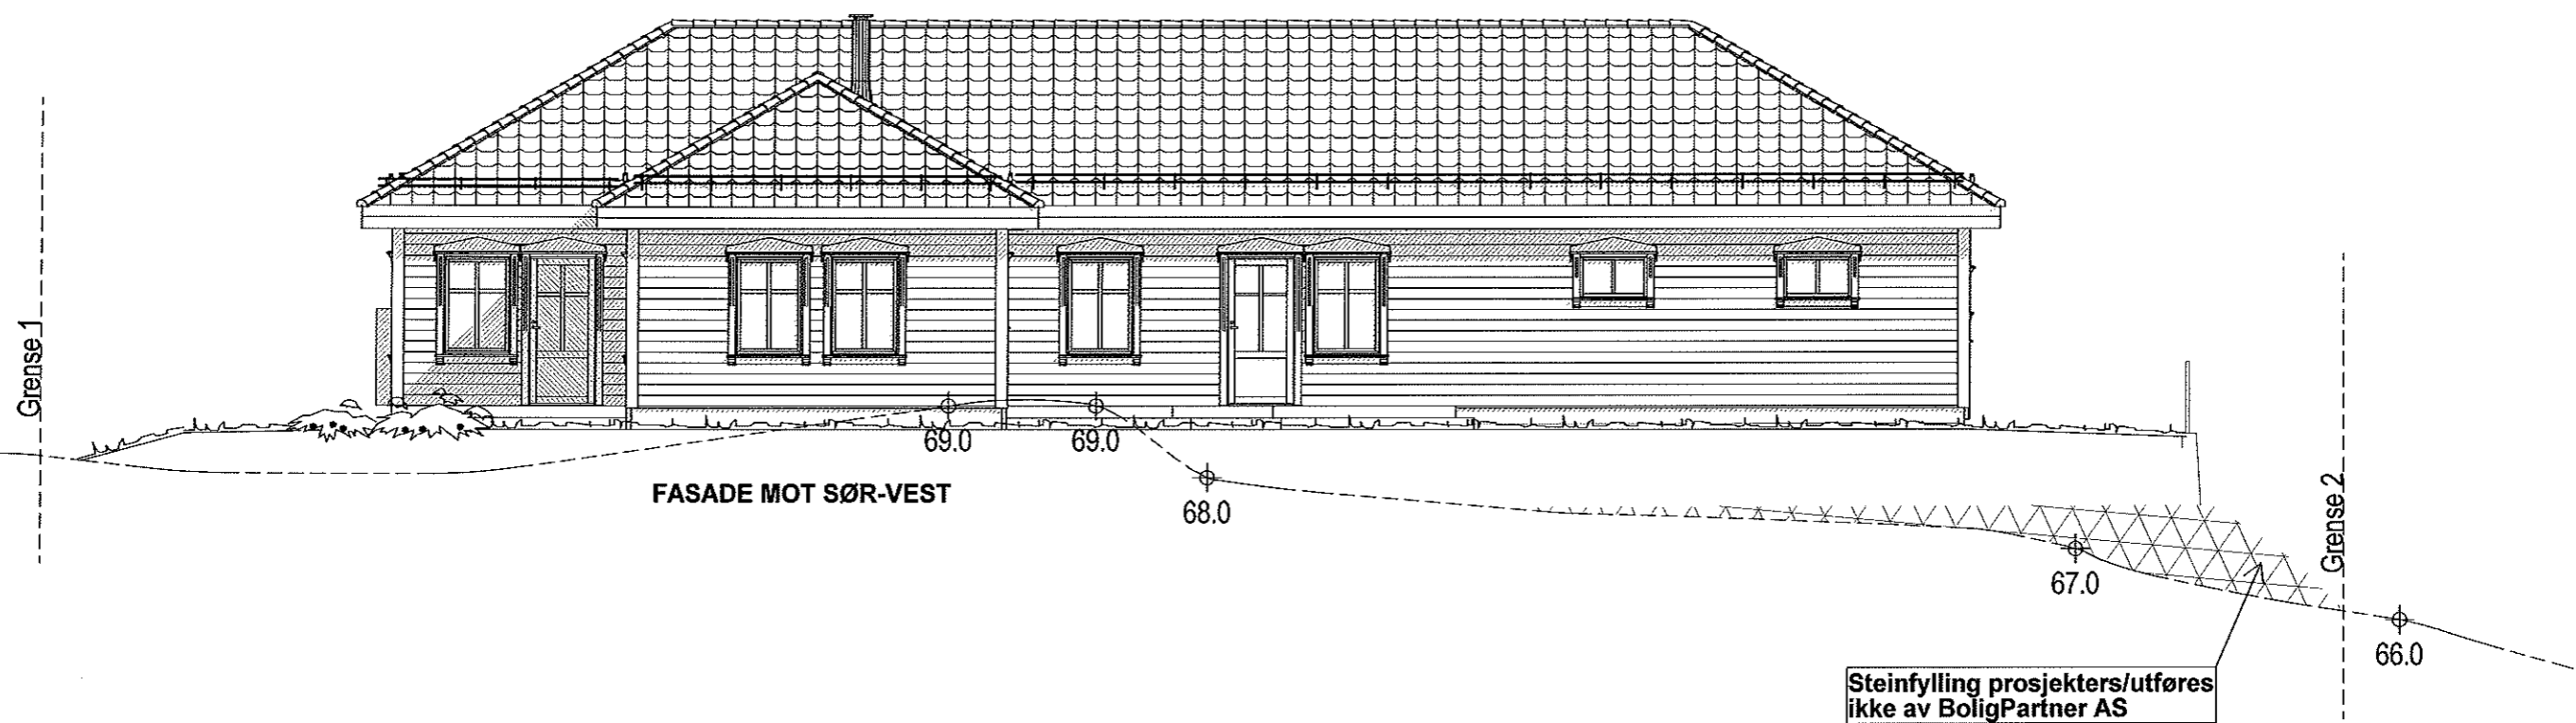 Grense 1
69.0
69.0
FASADE MOT SØR-VEST
68.0
Grense 2
67.0
66.0
Steinfylling prosjekters/utføres
ikke av BoligPartner AS